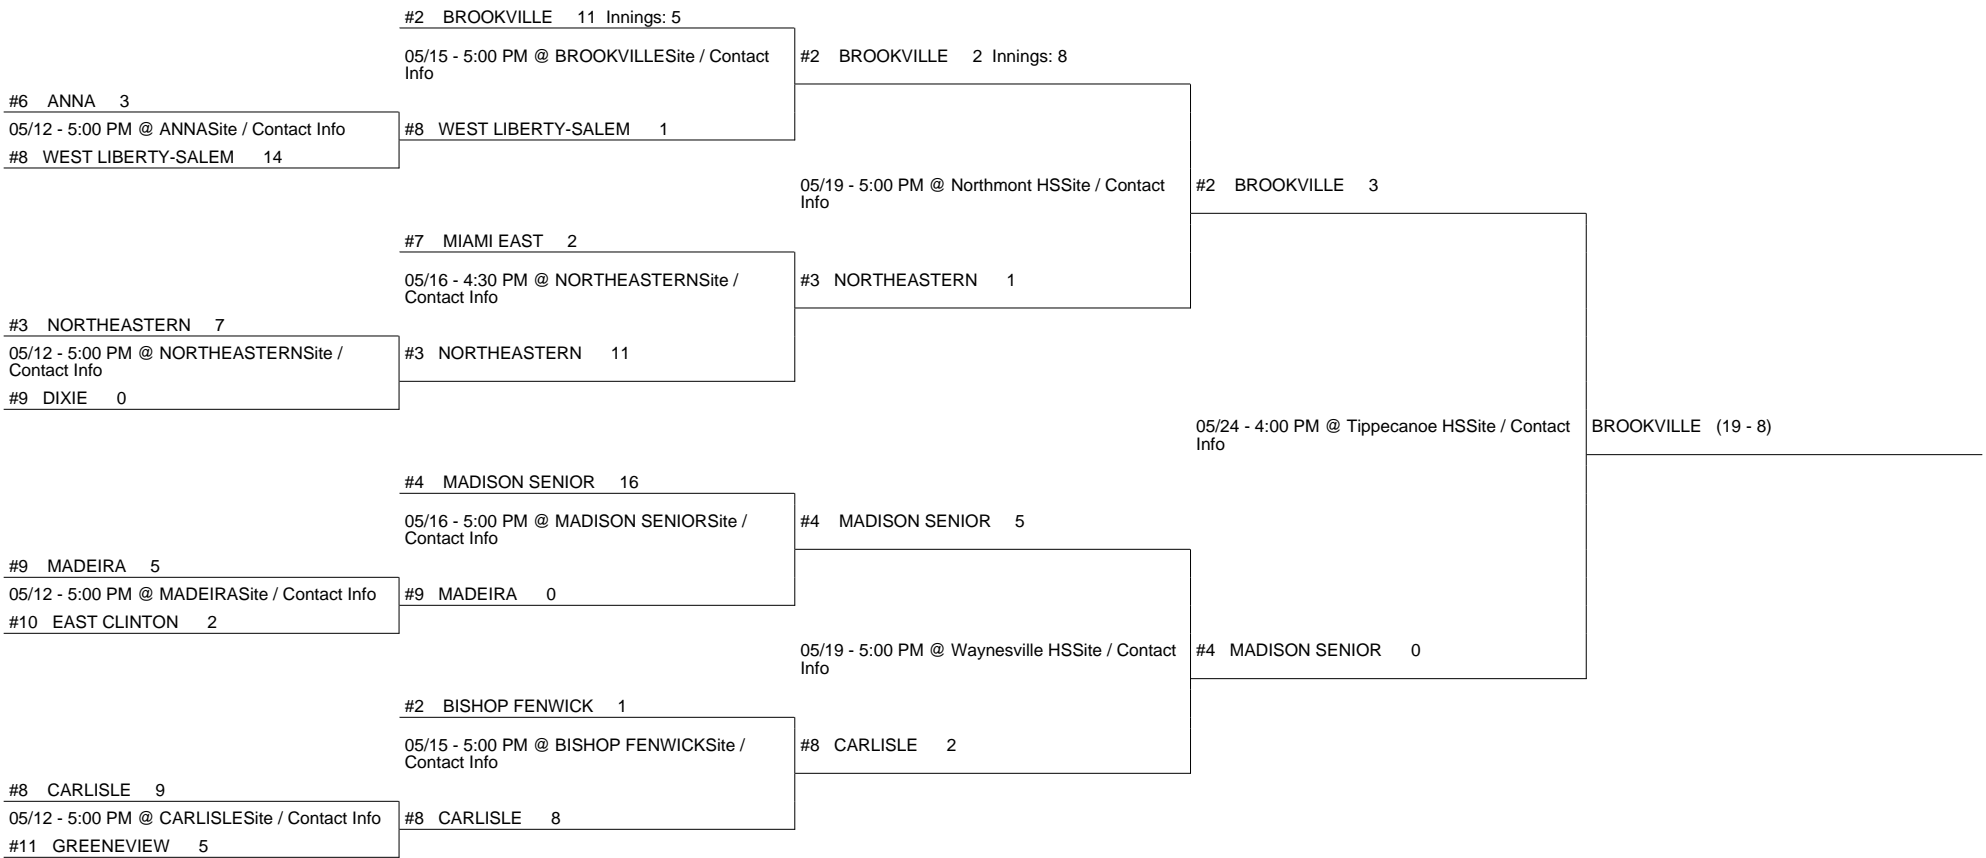 #2 BROOKVILLE 11 Innings: 5
05/15 - 5:00 PM @ BROOKVILLESite / Contact
Info
#2 BROOKVILLE 2 Innings: 8
#6 ANNA 3
05/12 - 5:00 PM @ ANNASite / Contact Info
#8 WEST LIBERTY-SALEM 14
#8 WEST LIBERTY-SALEM 1
05/19 - 5:00 PM @ Northmont HSSite / Contact
Info
#2 BROOKVILLE 3
#7 MIAMI EAST 2
05/16 - 4:30 PM @ NORTHEASTERNSite /
Contact Info
#3 NORTHEASTERN 1
#3 NORTHEASTERN 7
05/12 - 5:00 PM @ NORTHEASTERNSite /
Contact Info
#9 DIXIE 0
#3 NORTHEASTERN 11
05/24 - 4:00 PM @ Tippecanoe HSSite / Contact
Info
BROOKVILLE (19 - 8)
#4 MADISON SENIOR 16
05/16 - 5:00 PM @ MADISON SENIORSite /
Contact Info
#4 MADISON SENIOR 5
#9 MADEIRA 5
05/12 - 5:00 PM @ MADEIRASite / Contact Info
#10 EAST CLINTON 2
#9 MADEIRA 0
05/19 - 5:00 PM @ Waynesville HSSite / Contact
Info
#4 MADISON SENIOR 0
#2 BISHOP FENWICK 1
05/15 - 5:00 PM @ BISHOP FENWICKSite /
Contact Info
#8 CARLISLE 2
#8 CARLISLE 9
05/12 - 5:00 PM @ CARLISLESite / Contact Info
#11 GREENEVIEW 5
#8 CARLISLE 8